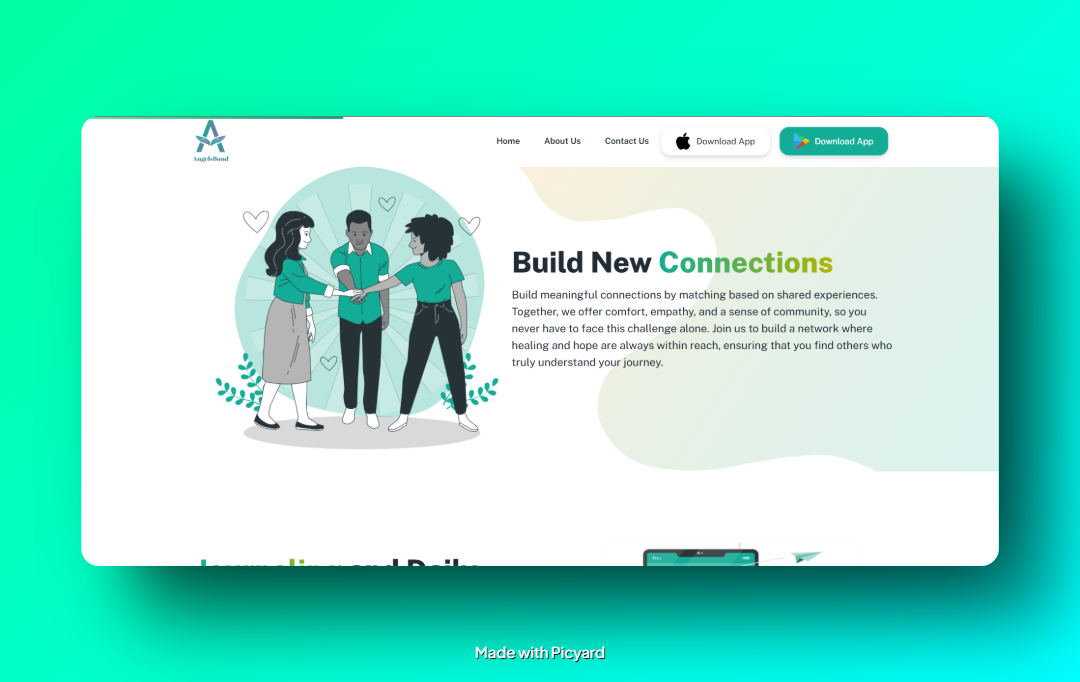 AngelsBond
Home
About Us
Contact Us
Download App
Download App
Build New Connections
Build meaningful connections by matching based on shared experiences.
Together, we offer comfort, empathy, and a sense of community, so you
never have to face this challenge alone. Join us to build a network where
healing and hope are always within reach, ensuring that you find others who
truly understand your journey.
Journaling and Daily
Made with Picyard